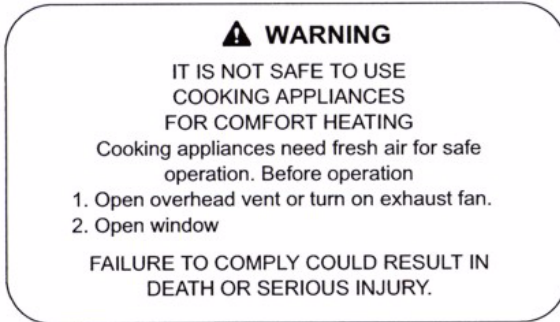 WARNING
IT IS NOT SAFE TO USE
COOKING APPLIANCES
FOR COMFORT HEATING
Cooking appliances need fresh air for safe
operation. Before operation
1. Open overhead vent or turn on exhaust fan.
2. Open window
FAILURE TO COMPLY COULD RESULT IN
DEATH OR SERIOUS INJURY.